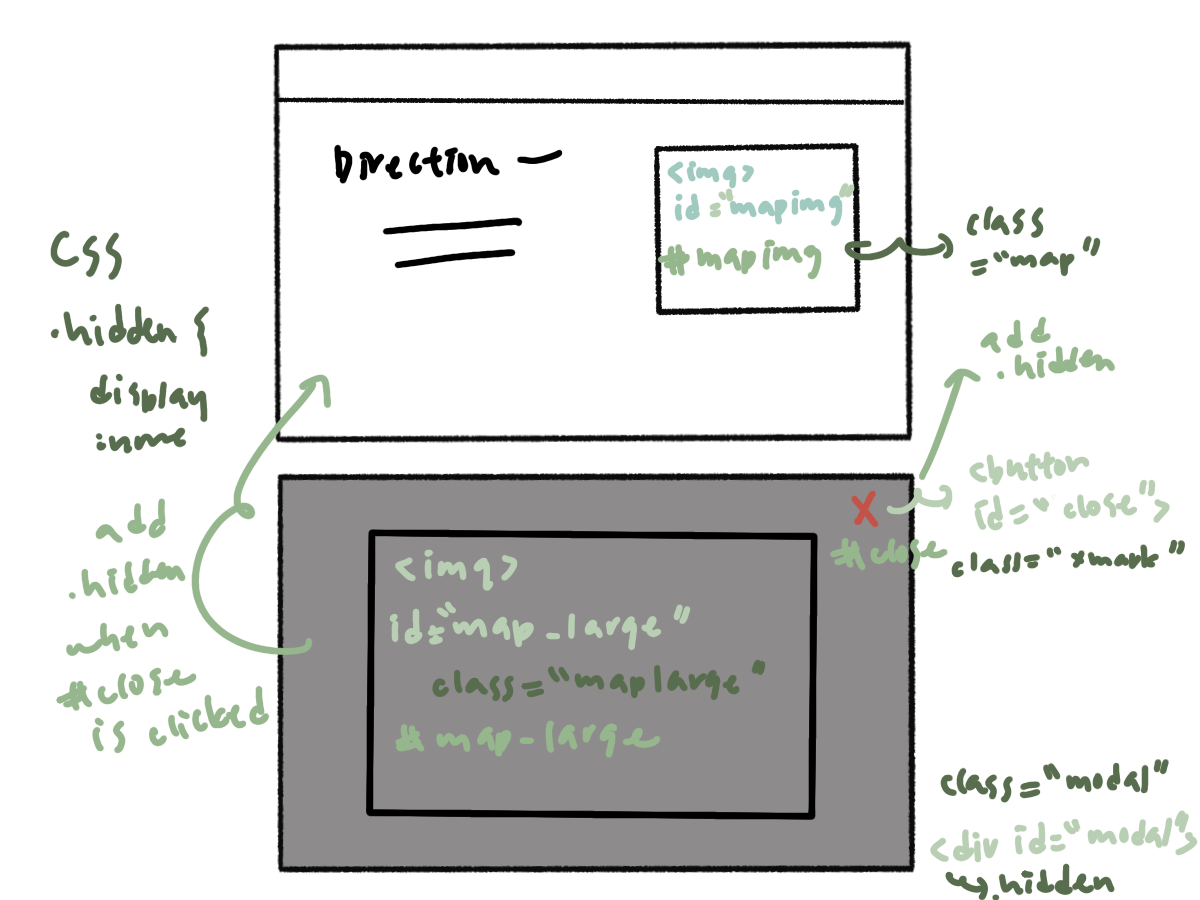 Direction —
<img>
id="mapimg"
#mapimg
class
="map"
css
.hidden {
display
:none
add
.hidden
add
.hidden
when
#close
is clicked
X
<button
id="close">
#close
class="xmark"
<img>
id="map_large"
class="maplarge"
#map-large
class="modal"
<div id="modal">
.hidden